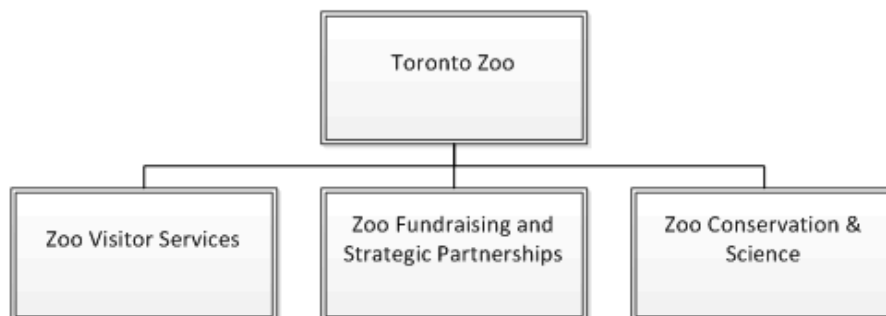 Toronto Zoo
Zoo Visitor Services
Zoo Fundraising and
Strategic Partnerships
Zoo Conservation &
Science